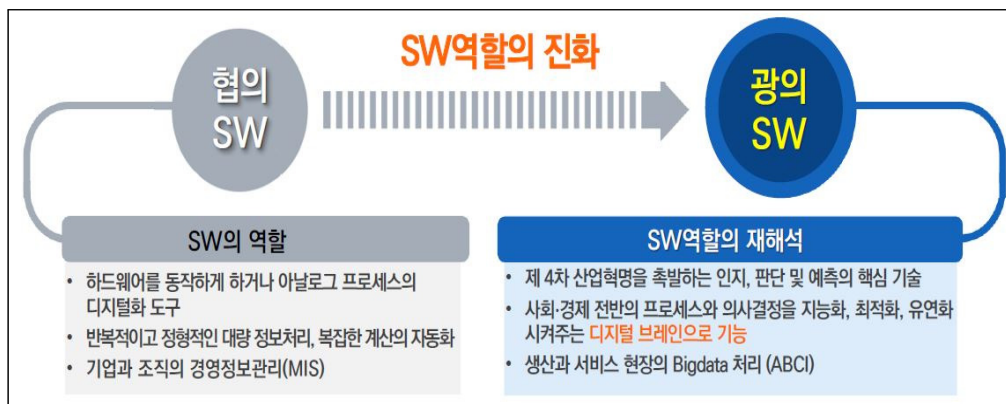 SW역할의 진화
협의
SW
광의
SW
SW의 역할
• 하드웨어를 동작하게 하거나 아날로그 프로세스의
디지털화 도구
• 반복적이고 정형적인 대량 정보처리, 복잡한 계산의 자동화
• 기업과 조직의 경영정보관리(MIS)
SW역할의 재해석
• 제 4차 산업혁명을 촉발하는 인지, 판단 및 예측의 핵심 기술
• 사회·경제 전반의 프로세스와 의사결정을 지능화, 최적화, 유연화
시켜주는 디지털 브레인으로 기능
• 생산과 서비스 현장의 Bigdata 처리 (ABCI)